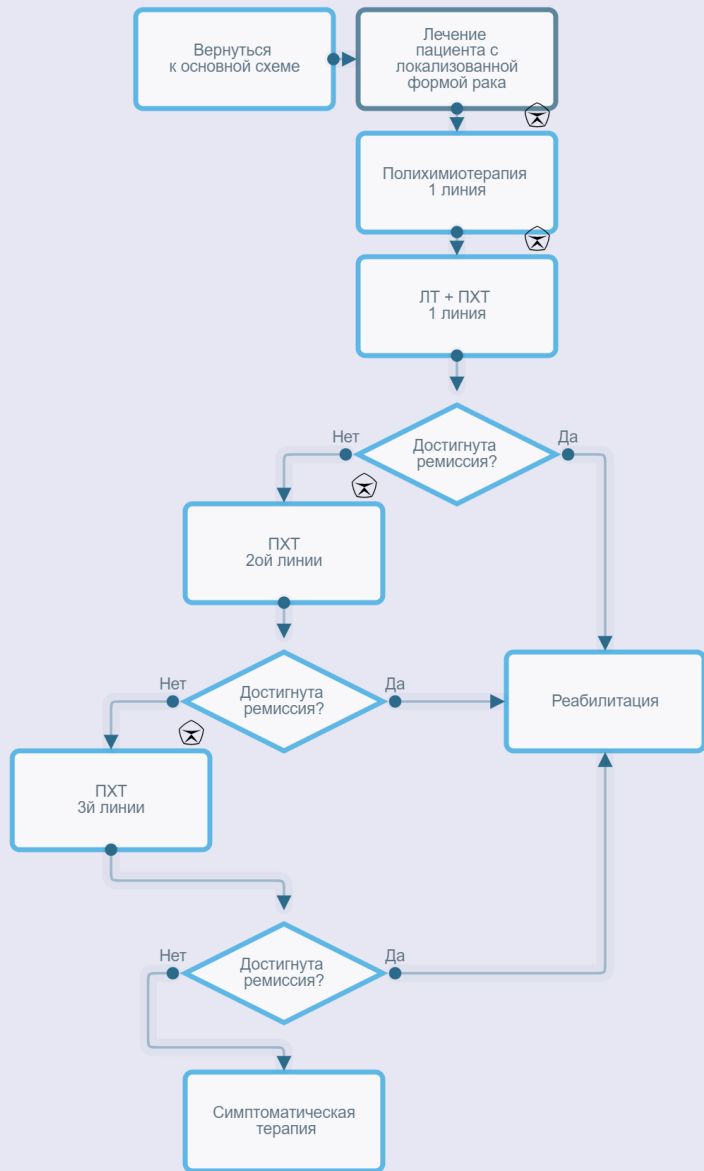 Вернуться
к основной схеме
Лечение
пациента с
локализованной
формой рака
Полихимиотерапия
1 линия
ЛТ + ПХТ
1 линия
Достигнута
ремиссия?
Нет
Да
ПХТ
2ой линии
Достигнута
ремиссия?
Нет
Да
Реабилитация
ПХТ
3й линии
Достигнута
ремиссия?
Нет
Да
Симптоматическая
терапия